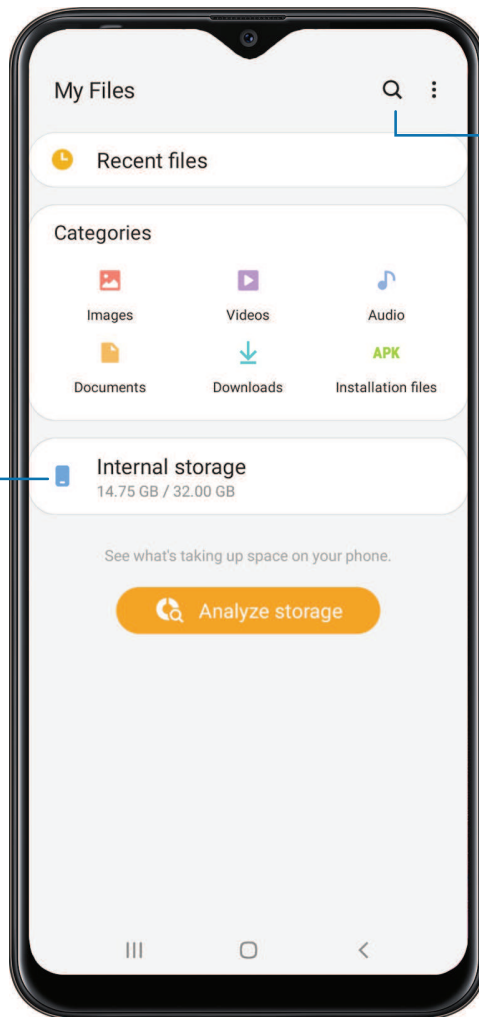 My Files
Recent files
Categories
Images Videos Audio
APK
Documents Downloads Installation files
Internal storage
14.75 GB / 32.00 GB
See what's taking up space on your phone.
Analyze storage